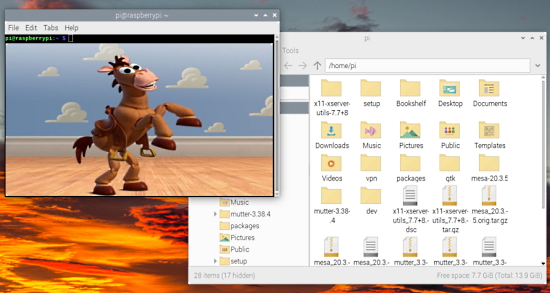 pi@raspberrypi: ~
File Edit Tabs Help
pi@raspberrypi:~ $
pi
Tools
/home/pi
x11-xserver-utils-7.7+8
setup
Bookshelf
Desktop
Documents
Downloads
Music
Pictures
Public
Templates
Videos
vpn
packages
gtk
mesa-20.3.5
mutter-3.38-
.4
dev
x11-xserver-
utils_7.7+8.-
dsc
x11-xserver-
utils_7.7+8.-
tar.gz
mesa_20.3.-
5.orig.tar.gz
mesa_20.3.-
mesa_20.3.-
mutter_3.3-
mutter_3.3-
Music
mutter-3.38.4
packages
Pictures
Public
setup
28 items (17 hidden)
Free space: 7.7 GiB (Total: 13.9 GiB)